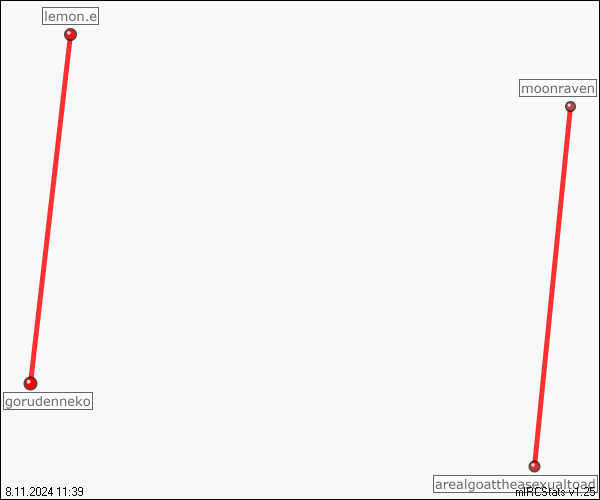 lemon.e
moonraven
gorudenneko
arealgoattheasexualtoad
8.11.2024 11:39
mIRCStats v1.25